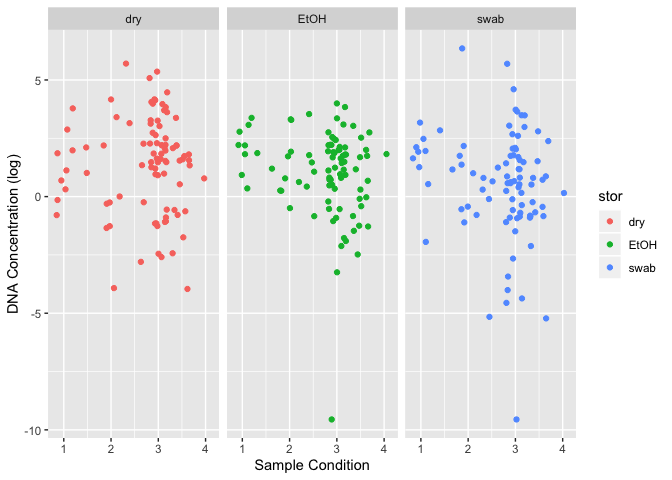 dry EtOH swab
5
0
-5
-10
DNA Concentration (log)
1 2 3 4 1 2 3 4 1 2 3 4
Sample Condition
stor
dry
EtOH
swab